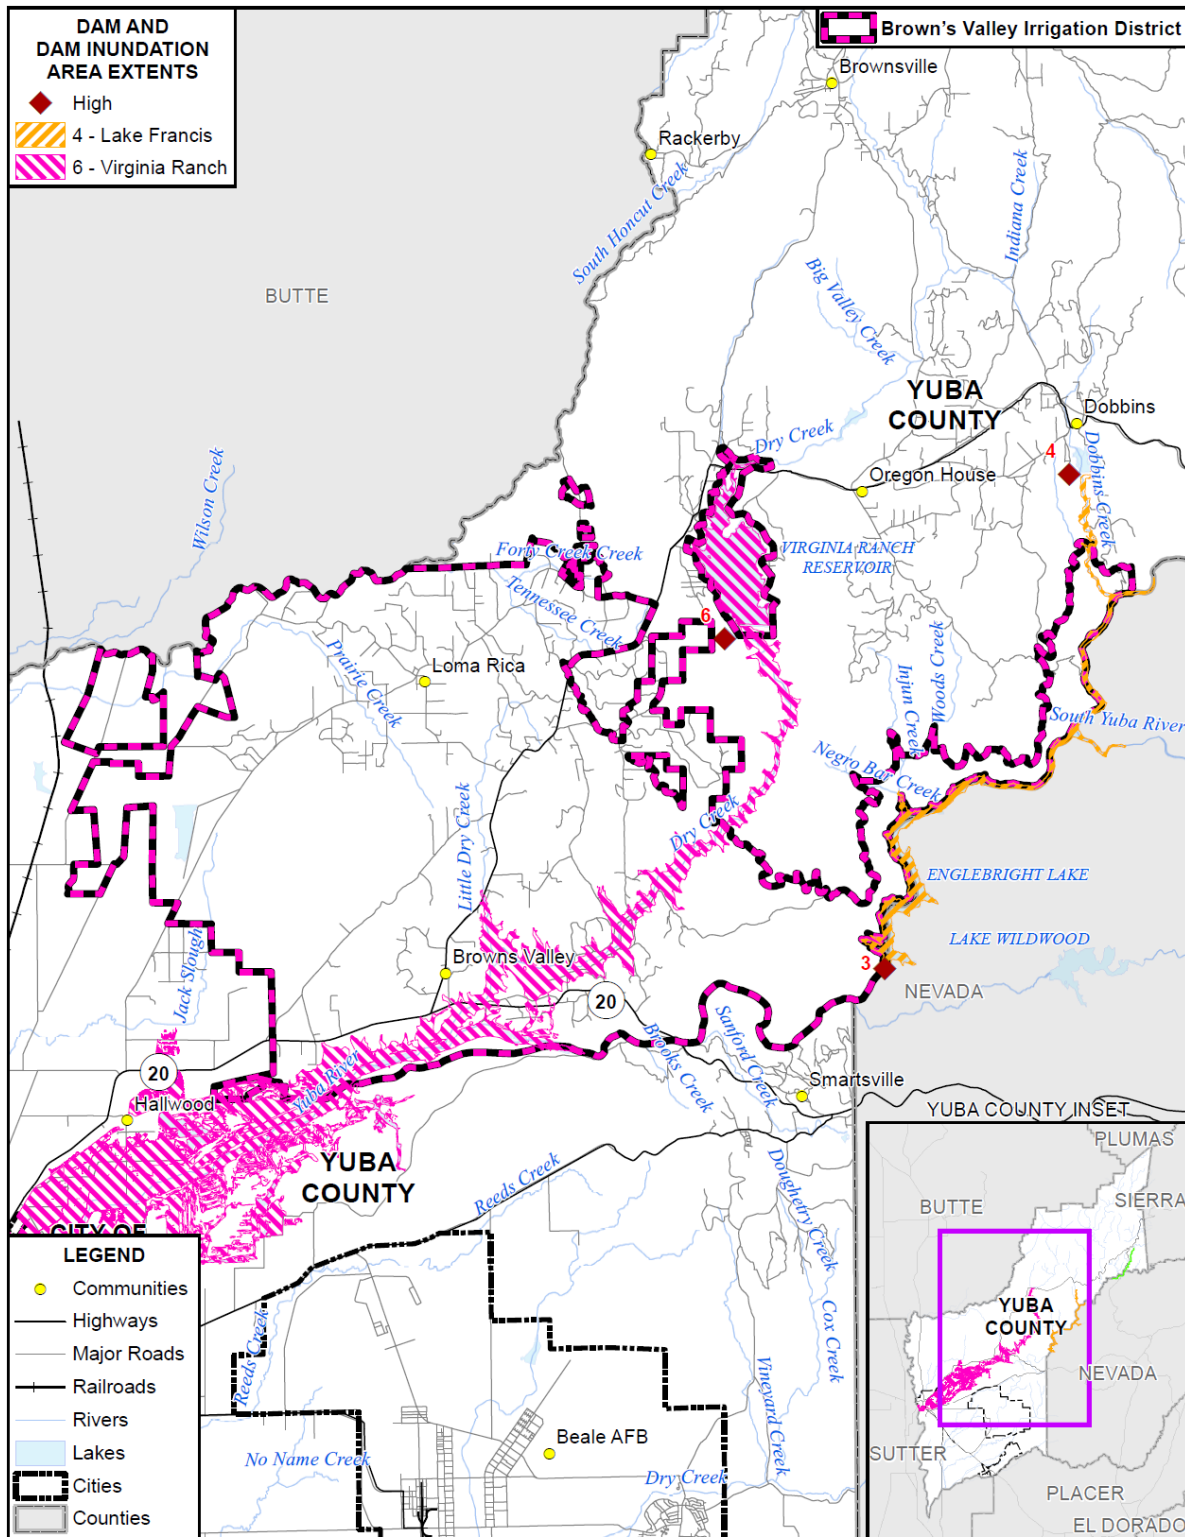 DAM AND
DAM INUNDATION
AREA EXTENTS
High
4 - Lake Francis
6 - Virginia Ranch
Brown's Valley Irrigation District
Brownsville
Rackerby
South Honcut Creek
Indiana Creek
Big Valley Creek
BUTTE
YUBA
COUNTY
Dobbins
Dry Creek
4
Dobbins Creek
Oregon House
Wilson Creek
Forty Creek Creek
VIRGINIA RANCH
RESERVOIR
Tennessee Creek
6
Prairie Creek
Loma Rica
Injun Creek
Woods Creek
South Yuba River
Negro Bar Creek
Dry Creek
Little Dry Creek
ENGLEBRIGHT LAKE
Jack Slough
LAKE WILDWOOD
Browns Valley
3
NEVADA
20
Sanford Creek
Brooks Creek
20
Yuba River
Smartsville
Hallwood
YUBA COUNTY INSET
PLUMAS
YUBA
COUNTY
Reeds Creek
Doughetry Creek
SIERRA
BUTTE
CITY OF
LEGEND
Communities
Highways
Major Roads
Railroads
Rivers
Lakes
Cities
Counties
Reeds Creek
Cox Creek
YUBA
COUNTY
NEVADA
Vineyard Creek
Beale AFB
No Name Creek
Dry Creek
SUTTER
PLACER
EL DORADO